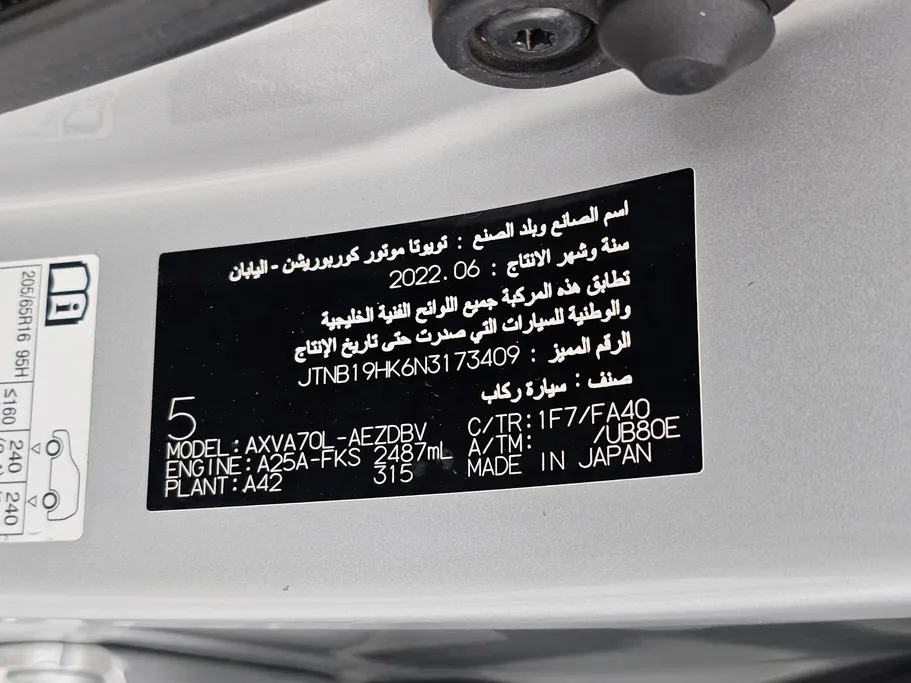 اسم الصانع وبلد الصنع : تويوتا موتور كوربوريشن - اليابان
سنة وشهر الانتاج : 2022.06
تطابق هذه المركبة جميع اللوائح الفنية الخليجية
والوطنية للسيارات التي صدرت حتى تاريخ الإنتاج
الرقم المميز : JTNB19HK6N3173409
صنف : سيارة ركاب
5
MODEL:AXVA70L-AEZDBV C/TR:1F7/FA40
ENGINE:A25A-FKS 2487mL A/TM: /UB80E
PLANT:A42 315 MADE IN JAPAN
205/65R16 95H
≤160
240
240